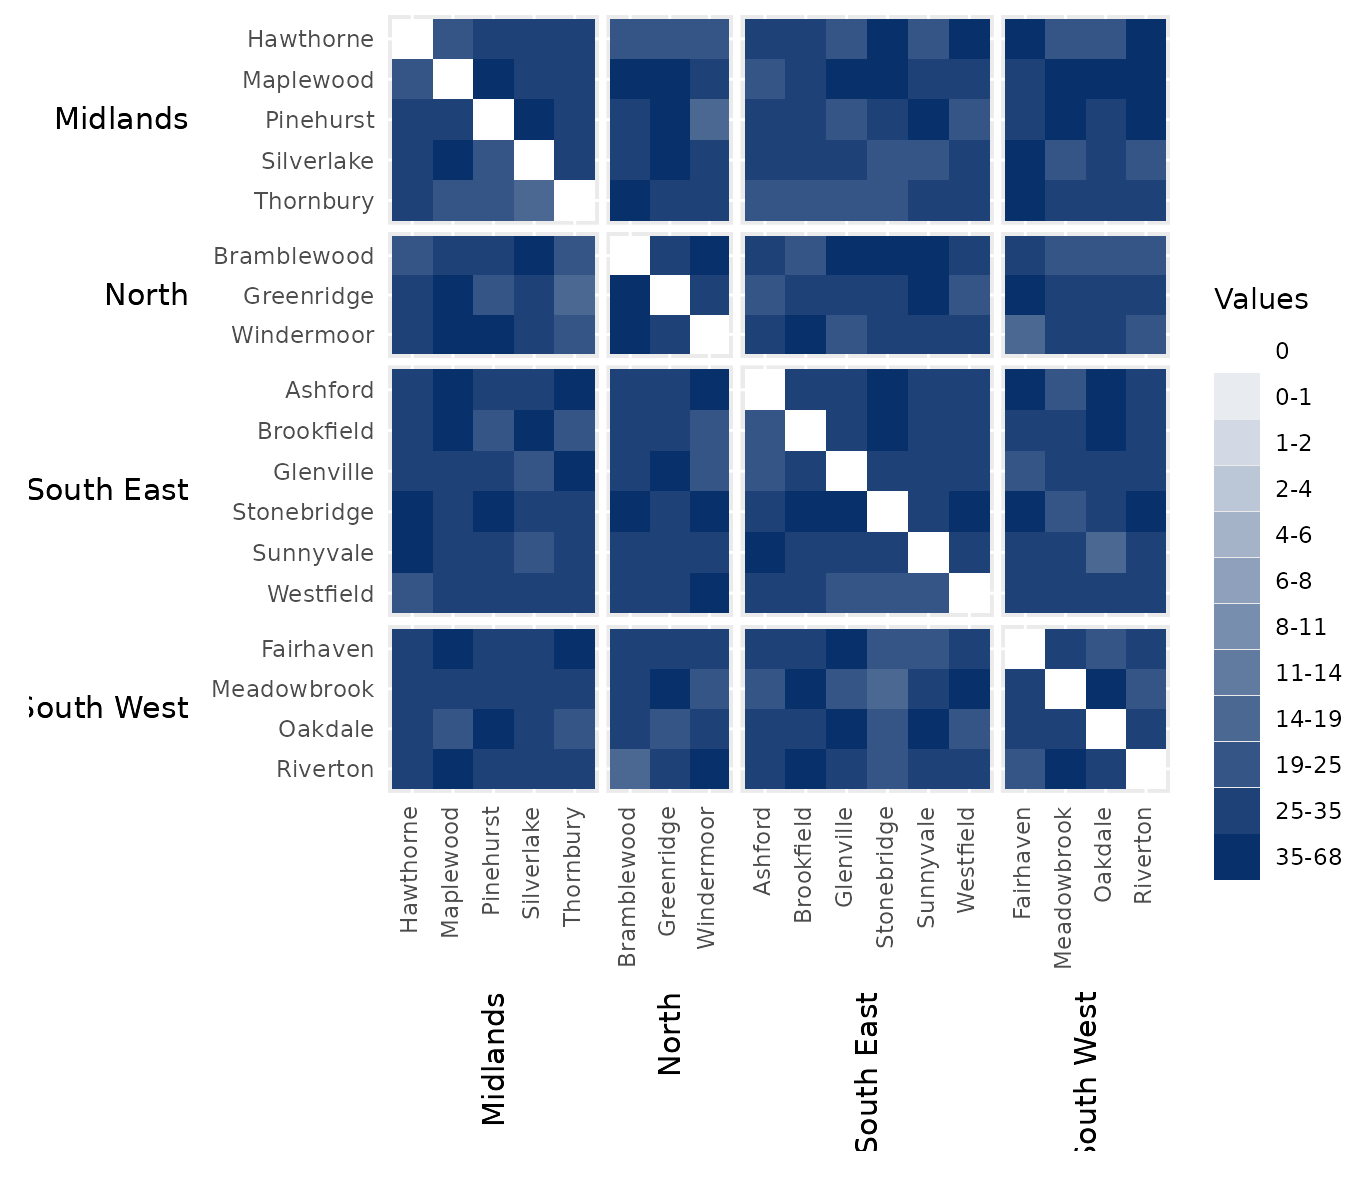 Hawthorne
Maplewood
Midlands
Pinehurst
Silverlake
Thornbury
Bramblewood
North
Greenridge
Windermoor
Ashford
Brookfield
Glenville
South East
Stonebridge
Sunnyvale
Westfield
Fairhaven
Meadowbrook
South West
Oakdale
Riverton
Values
0
0-1
1-2
2-4
4-6
6-8
8-11
11-14
14-19
19-25
25-35
35-68
Hawthorne
Maplewood
Pinehurst
Silverlake
Thornbury
Bramblewood
Greenridge
Windermoor
Ashford
Brookfield
Glenville
Stonebridge
Sunnyvale
Westfield
Fairhaven
Meadowbrook
Oakdale
Riverton
Midlands
North
South East
South West